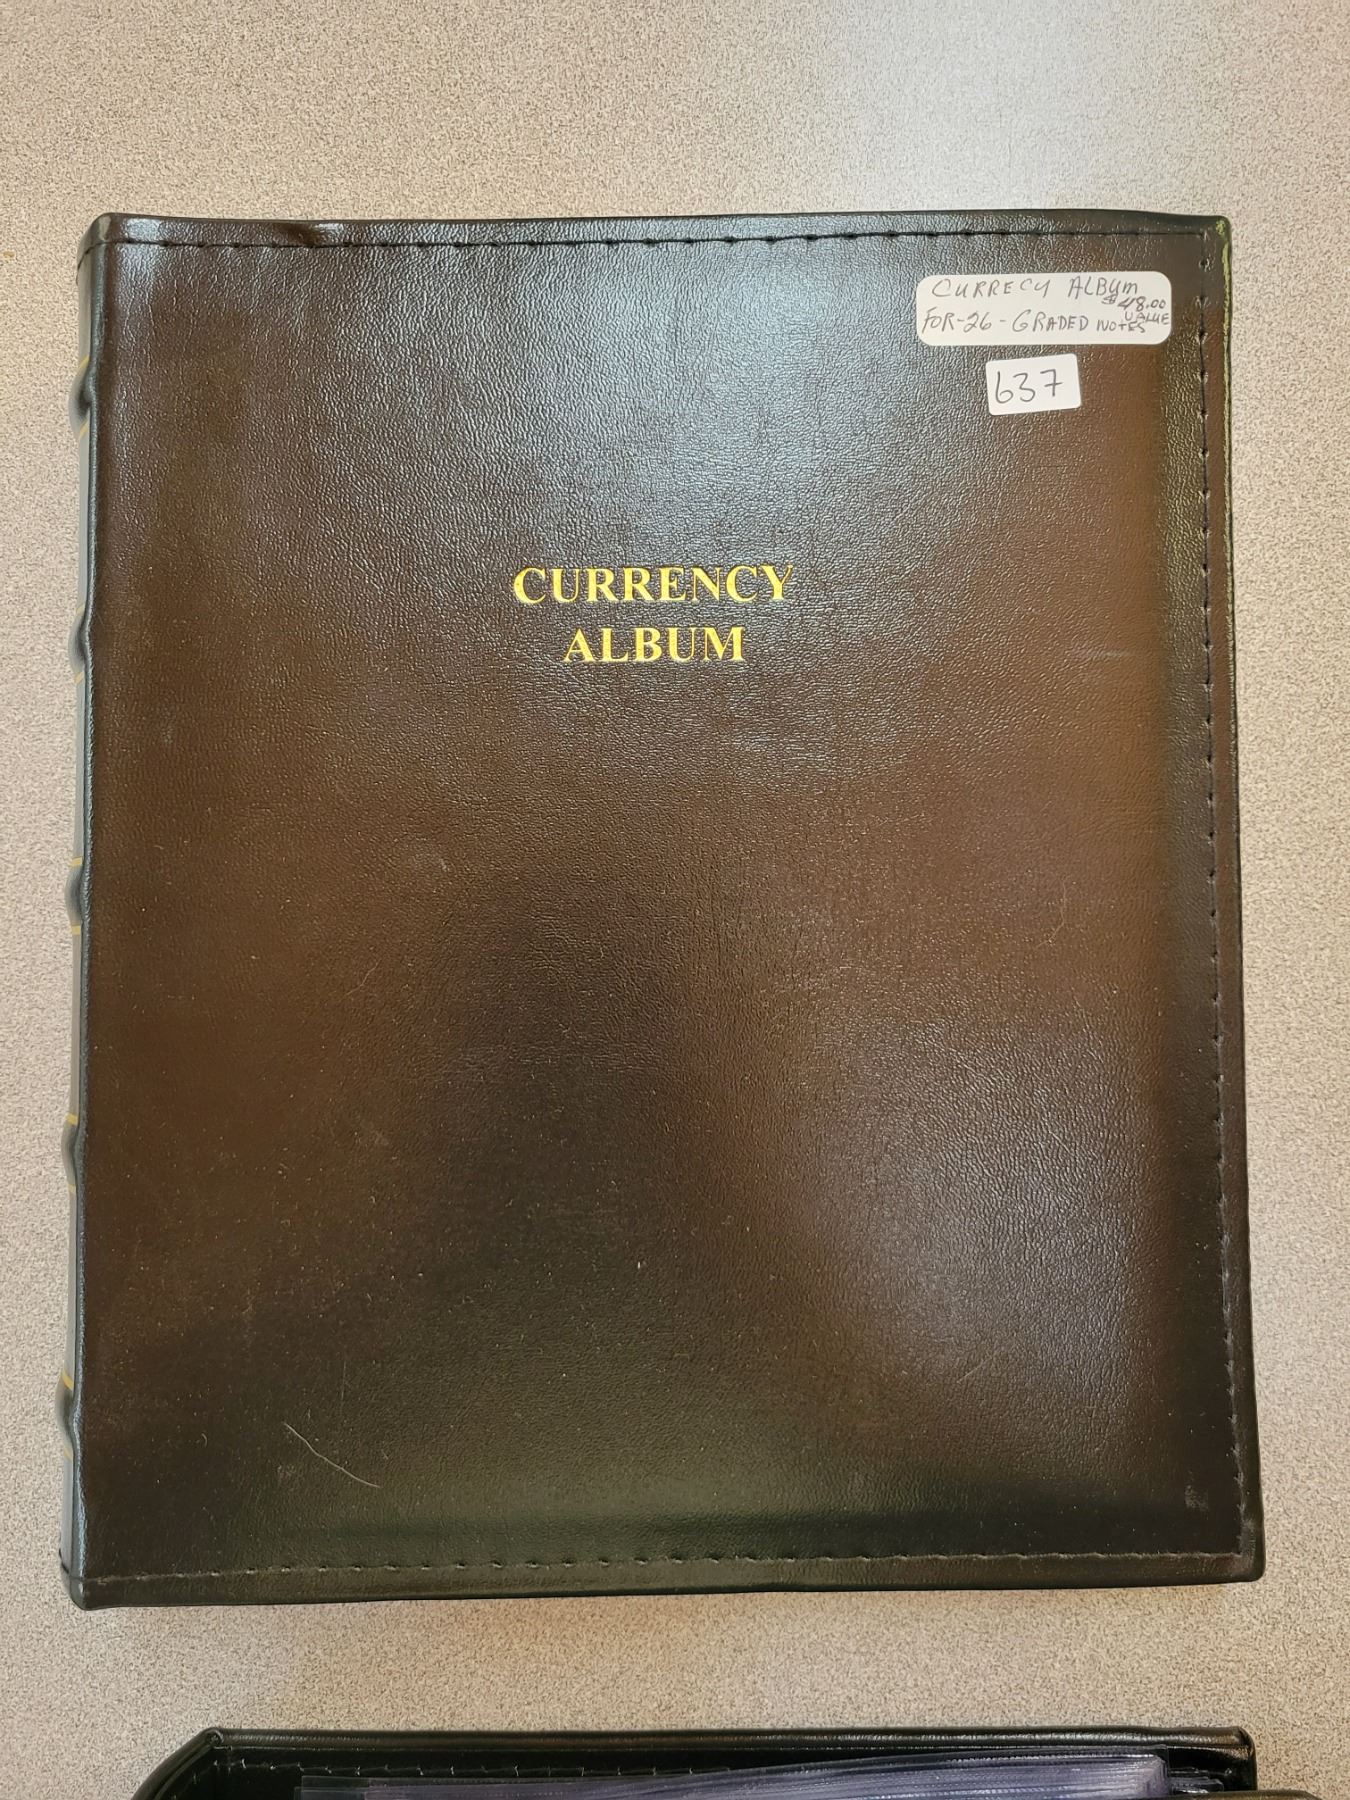 CURRECY ALBUM
$48.00
VALUE
FOR-26-GRADED NOTES
637
CURRENCY
ALBUM